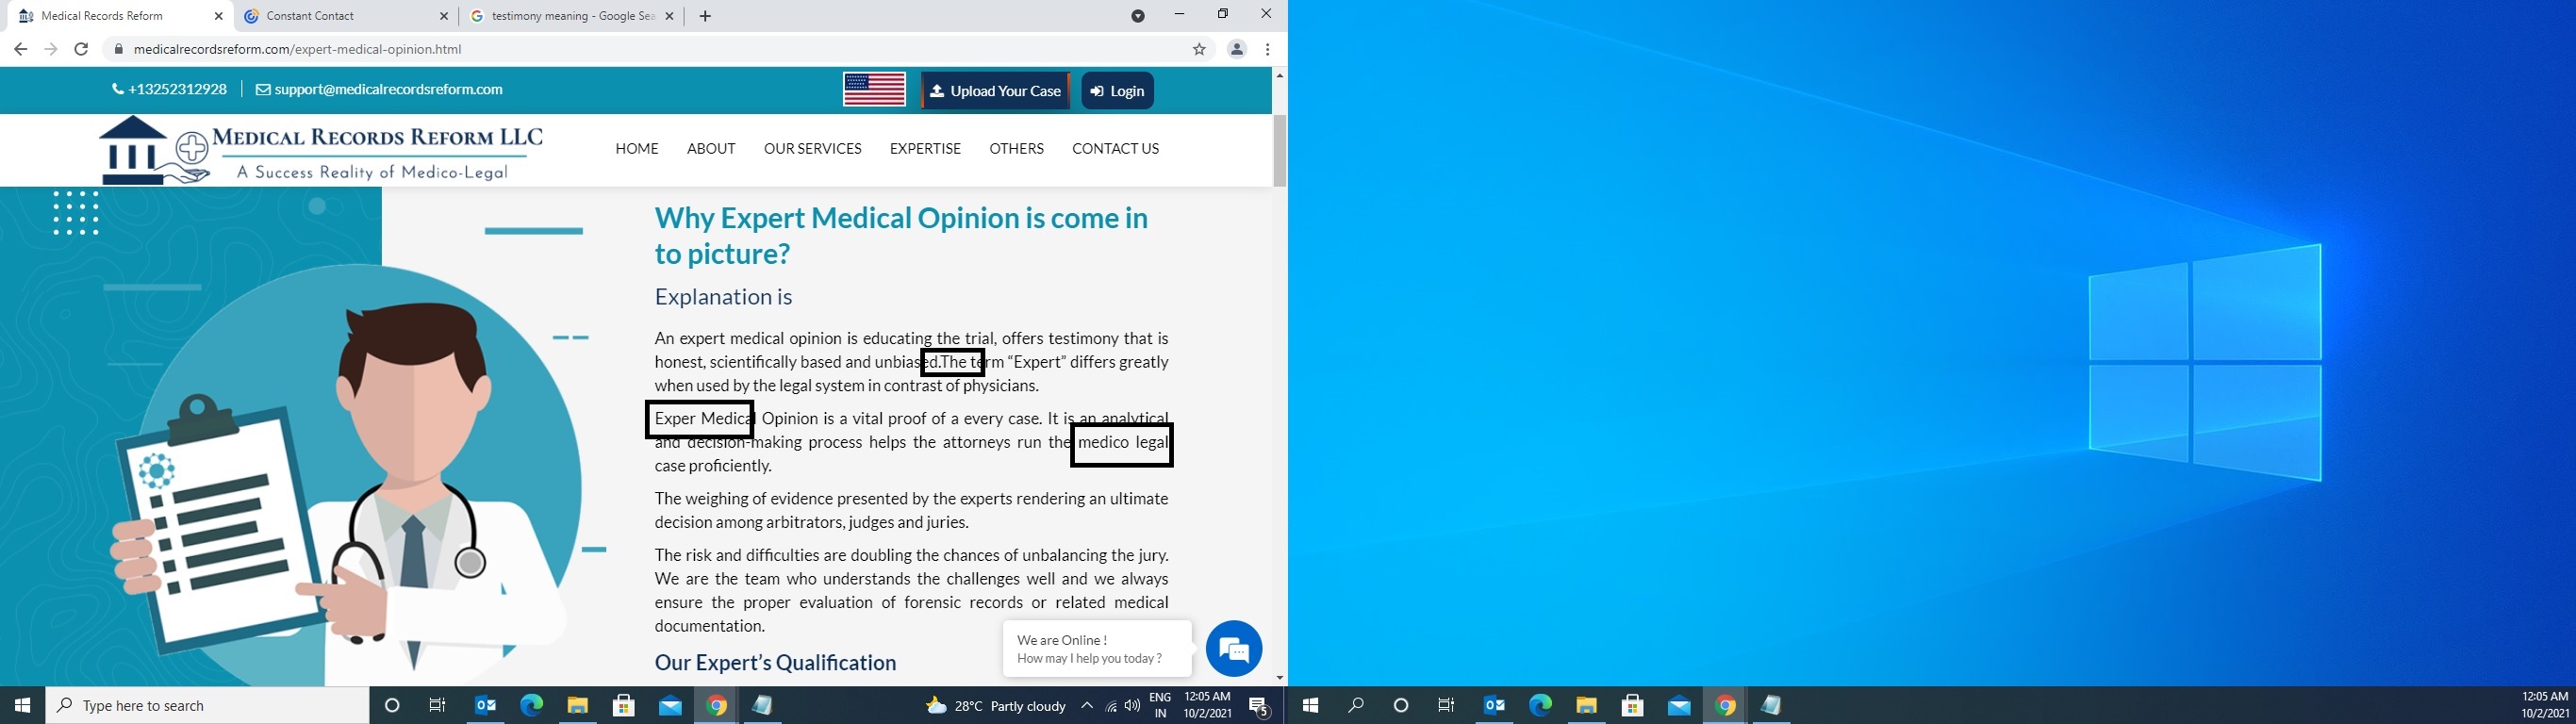 Medical Records Reform
Constant Contact
testimony meaning - Google Sea
medicalrecordsreform.com/expert-medical-opinion.html
+13252312928
support@medicalrecordsreform.com
Upload Your Case
Login
MEDICAL RECORDS REFORM LLC
A Success Reality of Medico-Legal
HOME ABOUT OUR SERVICES EXPERTISE OTHERS CONTACT US
Why Expert Medical Opinion is come in
to picture?
Explanation is
An expert medical opinion is educating the trial, offers testimony that is
honest, scientifically based and unbiased.The term “Expert” differs greatly
when used by the legal system in contrast of physicians.
Exper Medical Opinion is a vital proof of a every case. It is an analytical
and decision-making process helps the attorneys run the medico legal
case proficiently.
The weighing of evidence presented by the experts rendering an ultimate
decision among arbitrators, judges and juries.
The risk and difficulties are doubling the chances of unbalancing the jury.
We are the team who understands the challenges well and we always
ensure the proper evaluation of forensic records or related medical
documentation.
Our Expert’s Qualification
We are Online !
How may I help you today ?
Type here to search
28°C Partly cloudy
ENG
IN
12:05 AM
10/2/2021
5
12:05 AM
10/2/2021